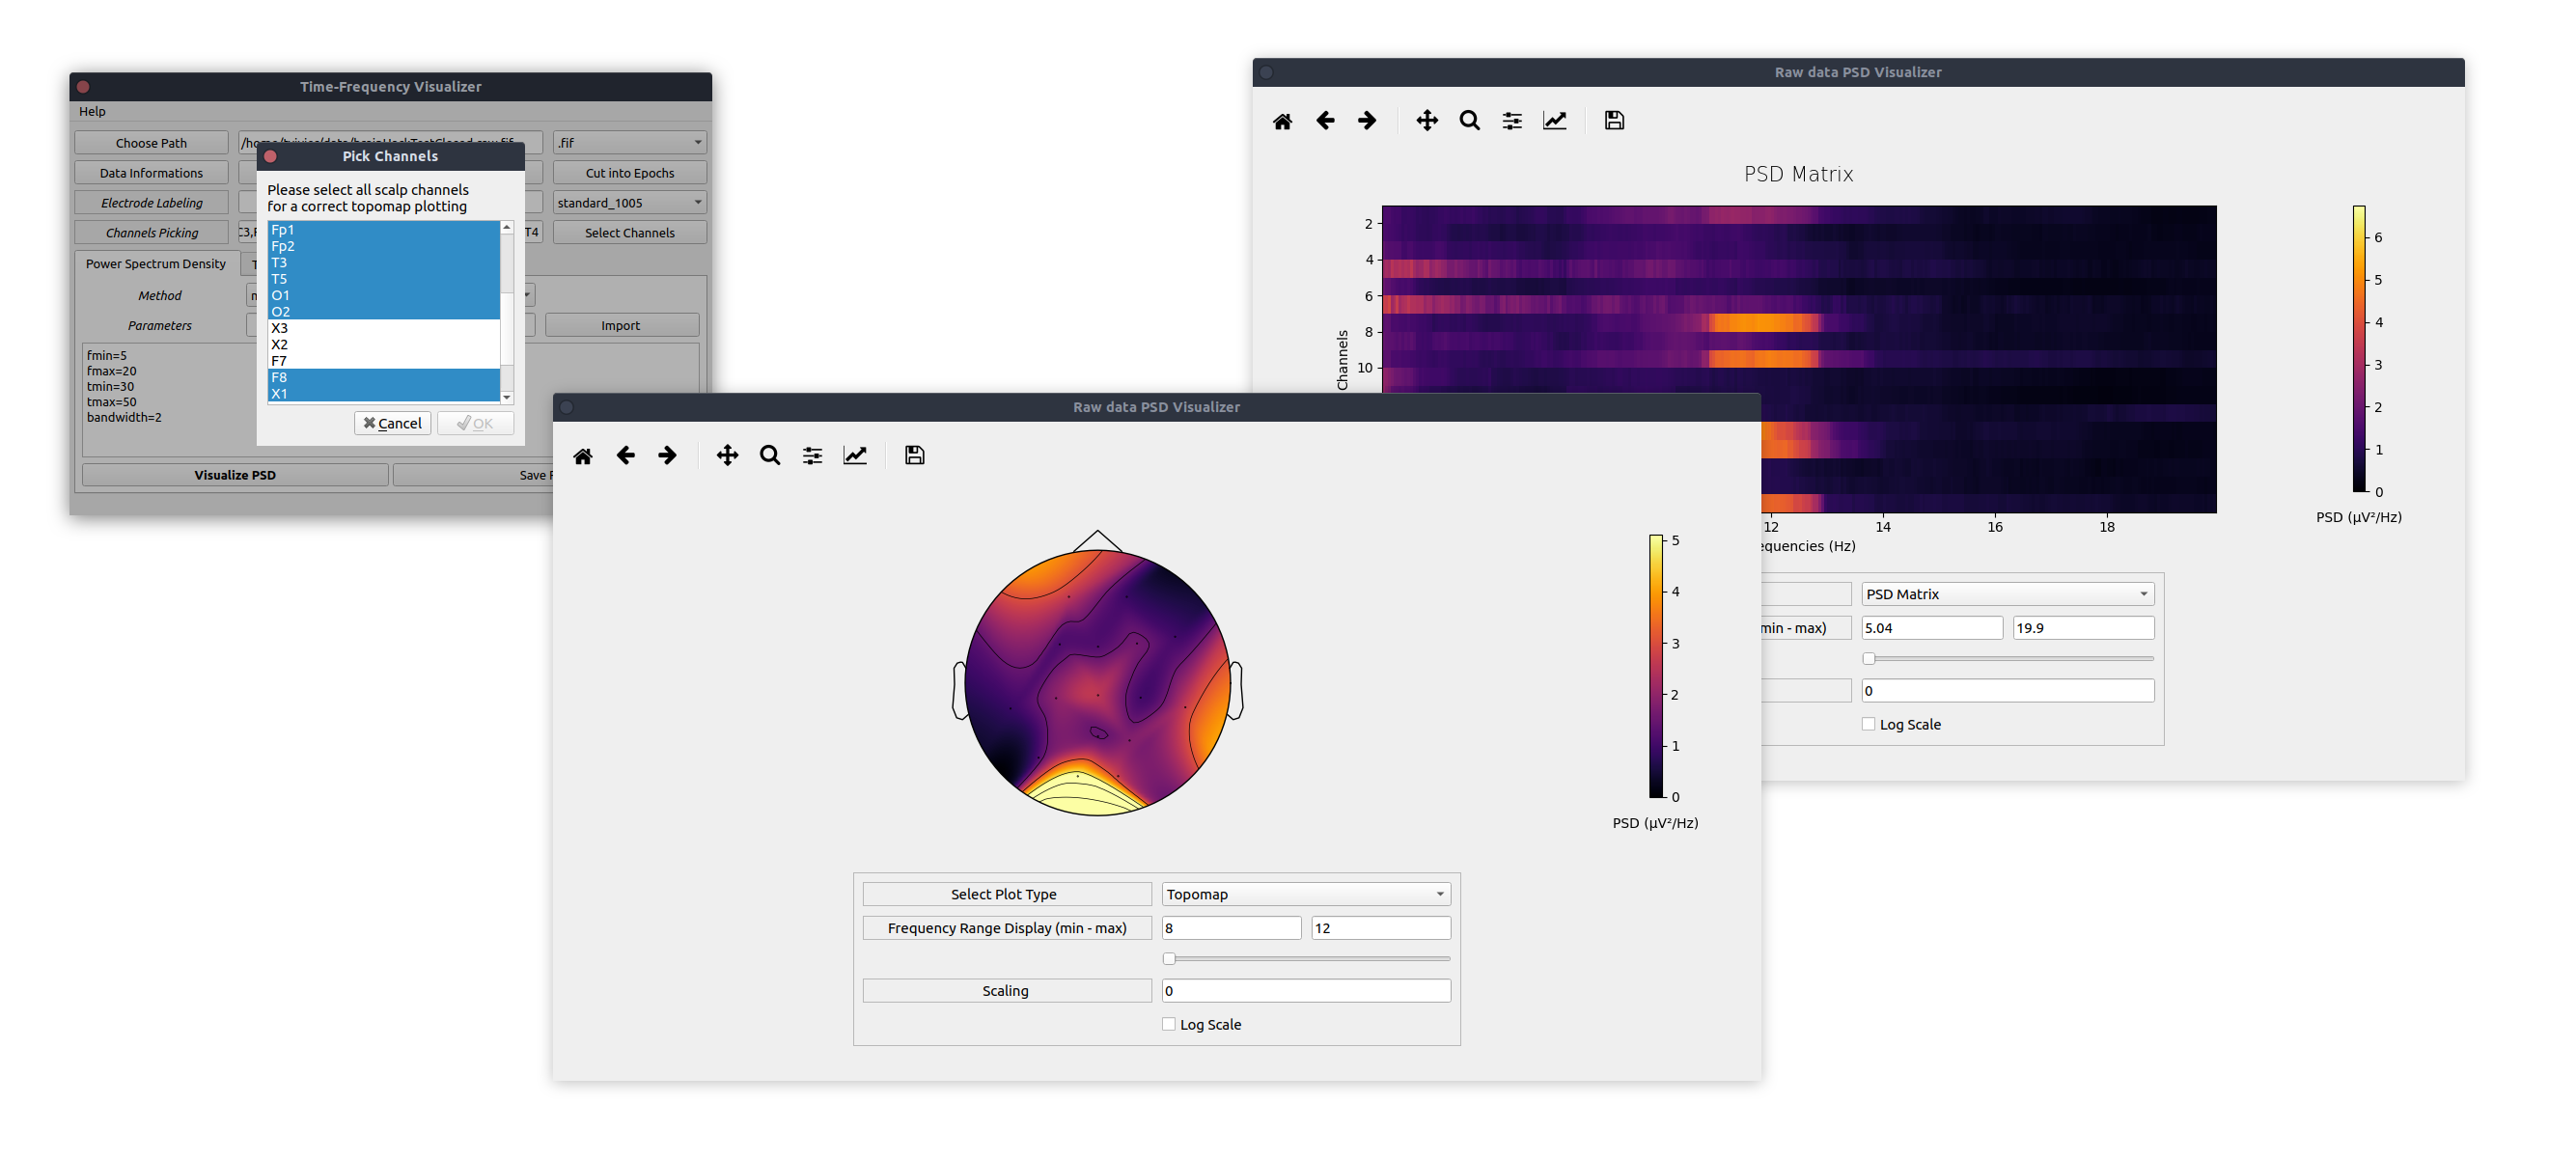 Time-Frequency Visualizer
Help
Choose Path
.fif
Data Informations
Cut into Epochs
Electrode Labeling
standard_1005
Channels Picking
T4
Select Channels
Power Spectrum Density
Method
Parameters
Import
fmin=5
fmax=20
tmin=30
tmax=50
bandwidth=2
Visualize PSD
Save
Pick Channels
Please select all scalp channels
for a correct topomap plotting
Fp1
Fp2
T3
T5
O1
O2
X3
X2
F7
F8
X1
Cancel
OK
Raw data PSD Visualizer
PSD Matrix
Channels
2
4
6
8
10
12
14
16
18
equencies (Hz)
6
5
4
3
2
1
0
PSD (µV²/Hz)
PSD Matrix
min - max)
5.04
19.9
0
Log Scale
Raw data PSD Visualizer
5
4
3
2
1
0
PSD (µV²/Hz)
Select Plot Type
Topomap
Frequency Range Display (min - max)
8
12
Scaling
0
Log Scale